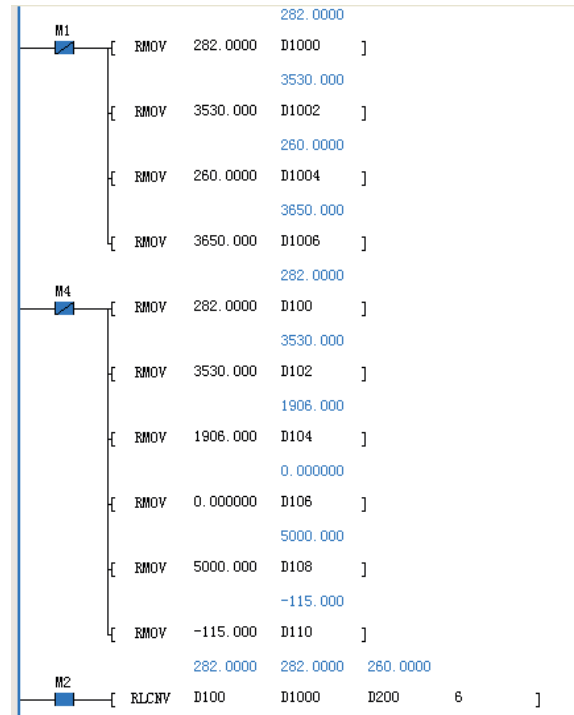 282.0000
M1
[ RMOV 282.0000 D1000 ]
3530.000
[ RMOV 3530.000 D1002 ]
260.0000
[ RMOV 260.0000 D1004 ]
3650.000
[ RMOV 3650.000 D1006 ]
282.0000
M4
[ RMOV 282.0000 D100 ]
3530.000
[ RMOV 3530.000 D102 ]
1906.000
[ RMOV 1906.000 D104 ]
0.000000
[ RMOV 0.000000 D106 ]
5000.000
[ RMOV 5000.000 D108 ]
-115.000
[ RMOV -115.000 D110 ]
282.0000 282.0000 260.0000
M2
[ RLCNV D100 D1000 D200 6 ]